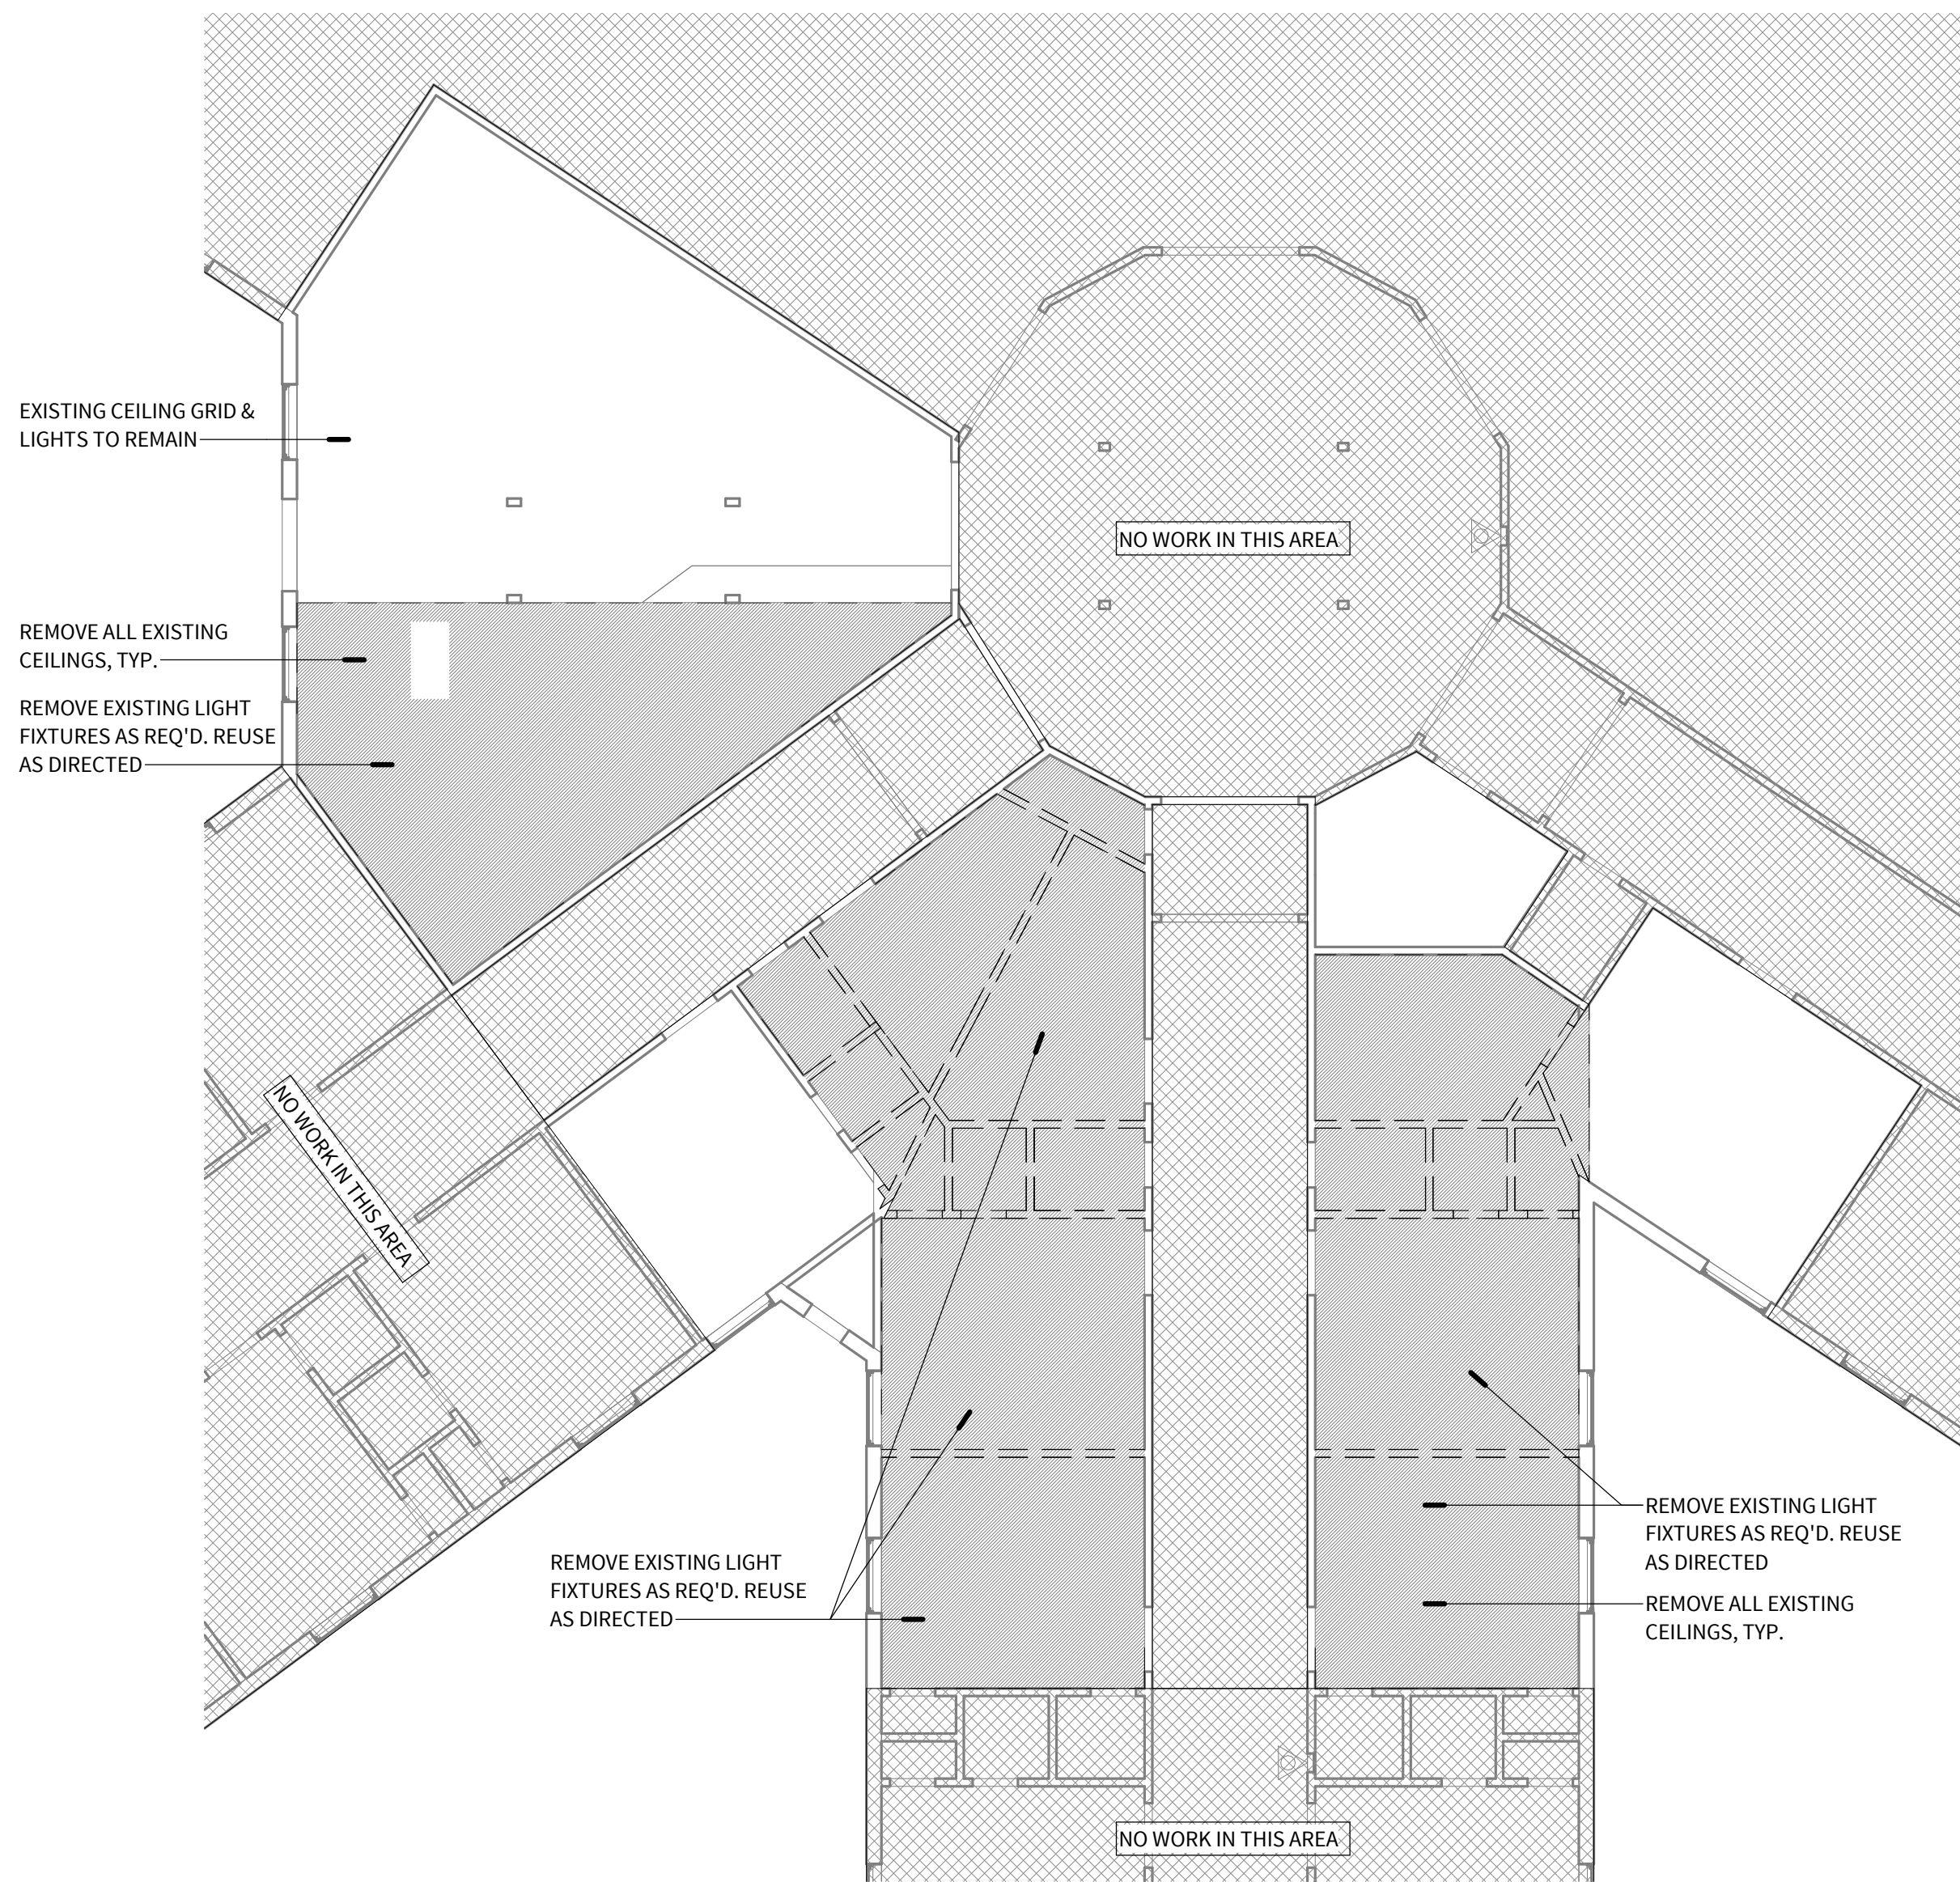 EXISTING CEILING GRID &
LIGHTS TO REMAIN
NO WORK IN THIS AREA
REMOVE ALL EXISTING
CEILINGS, TYP.
REMOVE EXISTING LIGHT
FIXTURES AS REQ'D. REUSE
AS DIRECTED
NO WORK IN THIS AREA
REMOVE EXISTING LIGHT
FIXTURES AS REQ'D. REUSE
AS DIRECTED
REMOVE EXISTING LIGHT
FIXTURES AS REQ'D. REUSE
AS DIRECTED
REMOVE ALL EXISTING
CEILINGS, TYP.
NO WORK IN THIS AREA